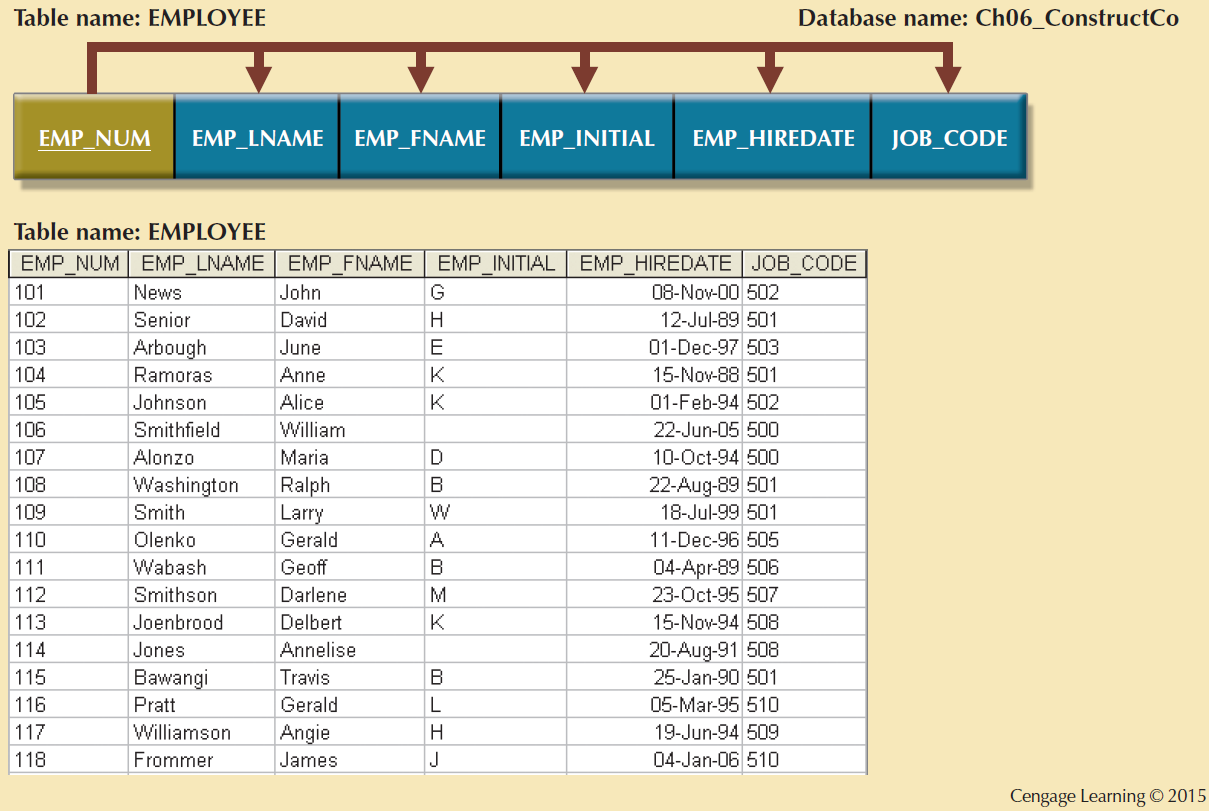 Table name: EMPLOYEE Database name: Ch06_ConstructCo
EMP_NUM EMP_LNAME EMP_FNAME EMP_INITIAL EMP_HIREDATE JOB_CODE
Table name: EMPLOYEE
EMP_NUM EMP_LNAME EMP_FNAME EMP_INITIAL EMP_HIREDATE JOB_CODE
101 News John G 08-Nov-00 502
102 Senior David H 12-Jul-89 501
103 Arbough June E 01-Dec-97 503
104 Ramoras Anne K 15-Nov-88 501
105 Johnson Alice K 01-Feb-94 502
106 Smithfield William 22-Jun-05 500
107 Alonzo Maria D 10-Oct-94 500
108 Washington Ralph B 22-Aug-89 501
109 Smith Larry W 18-Jul-99 501
110 Olenko Gerald A 11-Dec-96 505
111 Wabash Geoff B 04-Apr-89 506
112 Smithson Darlene M 23-Oct-95 507
113 Joenbrood Delbert K 15-Nov-94 508
114 Jones Annelise 20-Aug-91 508
115 Bawangi Travis B 25-Jan-90 501
116 Pratt Gerald L 05-Mar-95 510
117 Williamson Angie H 19-Jun-94 509
118 Frommer James J 04-Jan-06 510
Cengage Learning © 2015